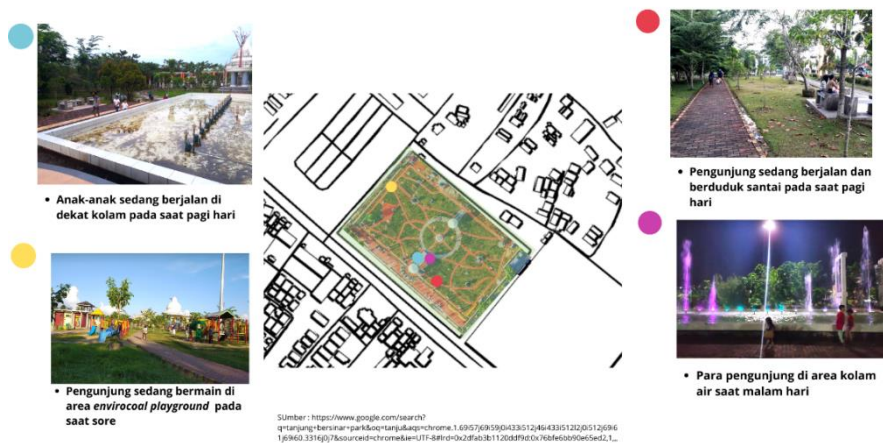 • Anak-anak sedang berjalan di
dekat kolam pada saat pagi hari
• Pengunjung sedang bermain di
area envirocoal playground pada
saat sore
• Pengunjung sedang berjalan dan
berduduk santai pada saat pagi
hari
• Para pengunjung di area kolam
air saat malam hari
SUmber : https://www.google.com/search?